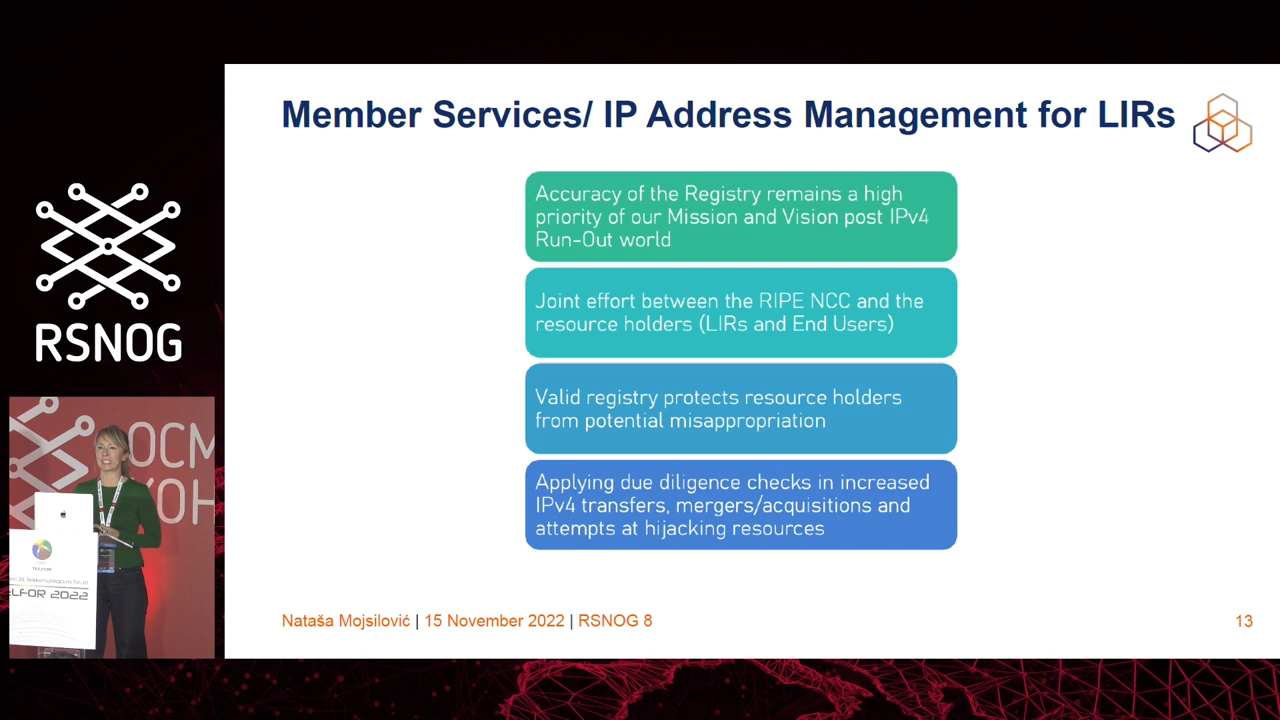 Member Services/ IP Address Management for LIRs
Accuracy of the Registry remains a high
priority of our Mission and Vision post IPv4
Run-Out world
Joint effort between the RIPE NCC and the
resource holders (LIRs and End Users)
Valid registry protects resource holders
from potential misappropriation
Applying due diligence checks in increased
IPv4 transfers, mergers/acquisitions and
attempts at hijacking resources
Nataša Mojsilović | 15 November 2022 | RSNOG 8
13
RSNOG
ОСМ
КОН
LFOR 2022